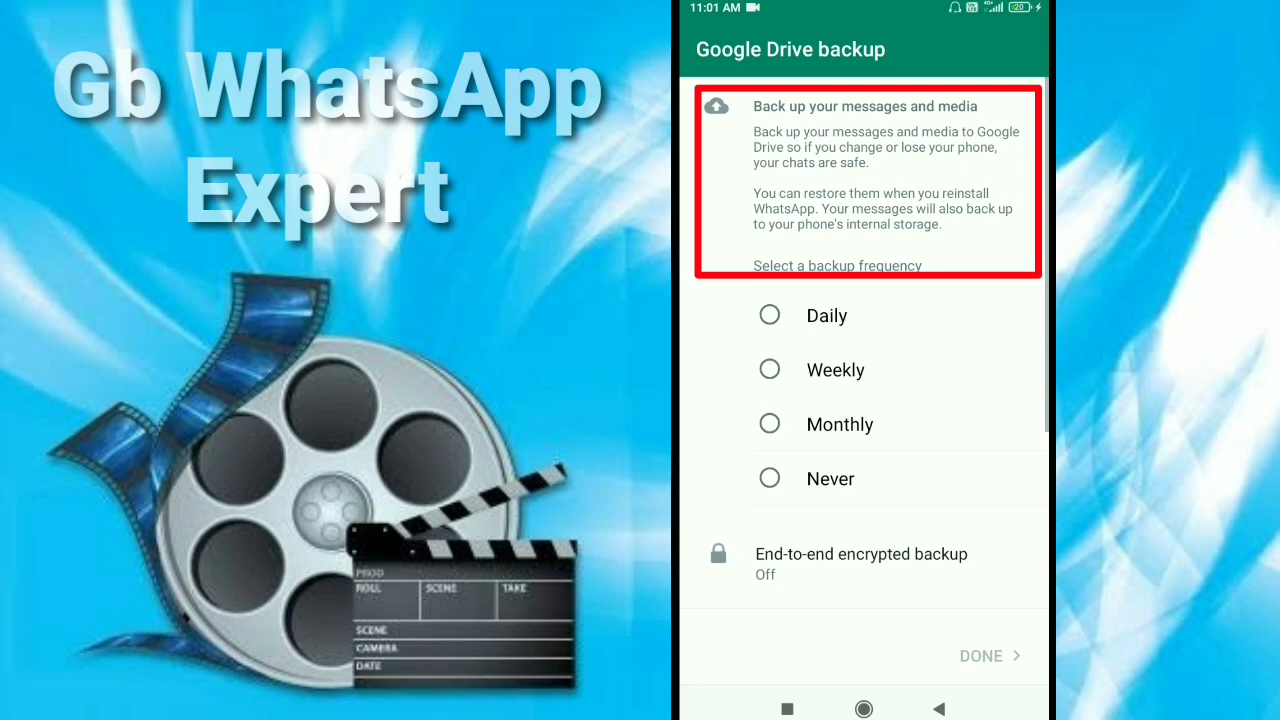 Gb WhatsApp
Expert
PROD
ROLL SCENE TAKE
SCENE
CAMERA
DATE
11:01 AM
4G+
20
Google Drive backup
Back up your messages and media
Back up your messages and media to Google
Drive so if you change or lose your phone,
your chats are safe.
You can restore them when you reinstall
WhatsApp. Your messages will also back up
to your phone's internal storage.
Select a backup frequency
Daily
Weekly
Monthly
Never
End-to-end encrypted backup
Off
DONE